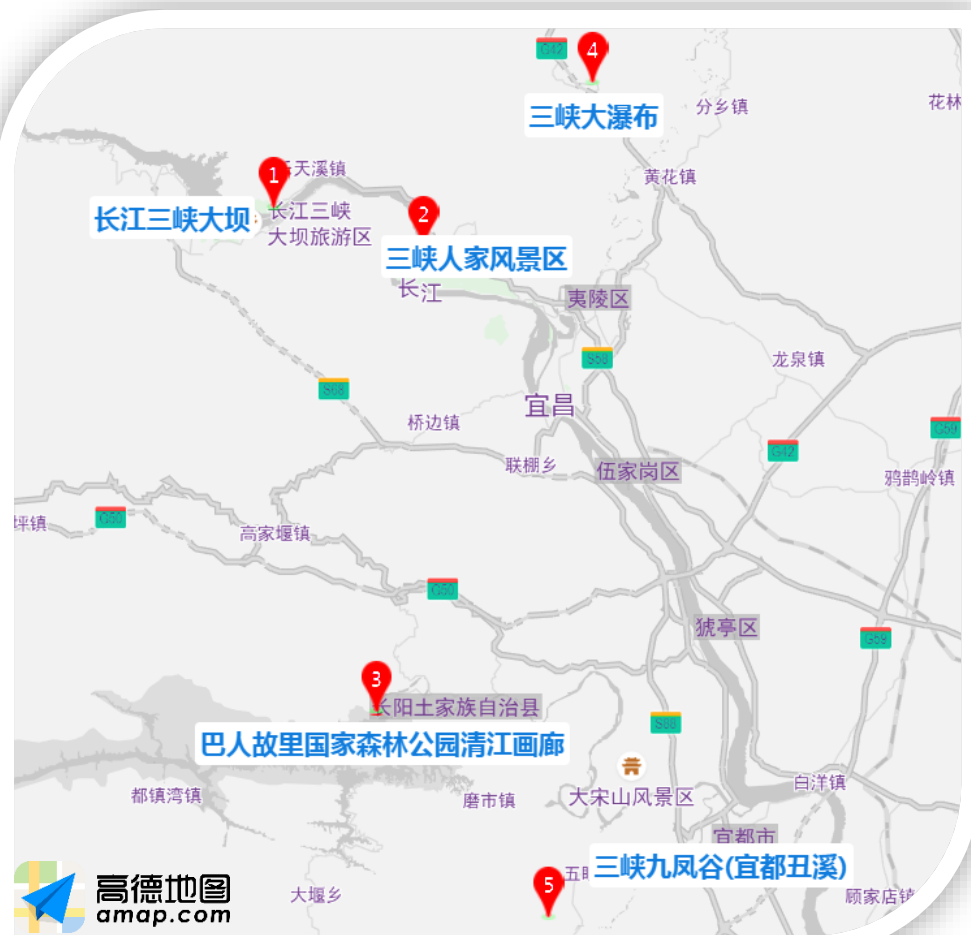 G42
4
三峡大瀑布
分乡镇
花林
1
天溪镇
黄花镇
长江三峡大坝
长江三峡
大坝旅游区
2
三峡人家风景区
长江
夷陵区
S58
龙泉镇
S68
宜昌
桥边镇
G59
G42
联棚乡
伍家岗区
鸦鹊岭镇
G50
坪镇
高家堰镇
G50
猇亭区
G59
3
长阳土家族自治县
S88
巴人故里国家森林公园清江画廊
大宋山风景区
白洋镇
都镇湾镇
磨市镇
宜都市
五
三峡九凤谷(宜都丑溪)
5
大堰乡
顾家店镇
高德地图
amap.com